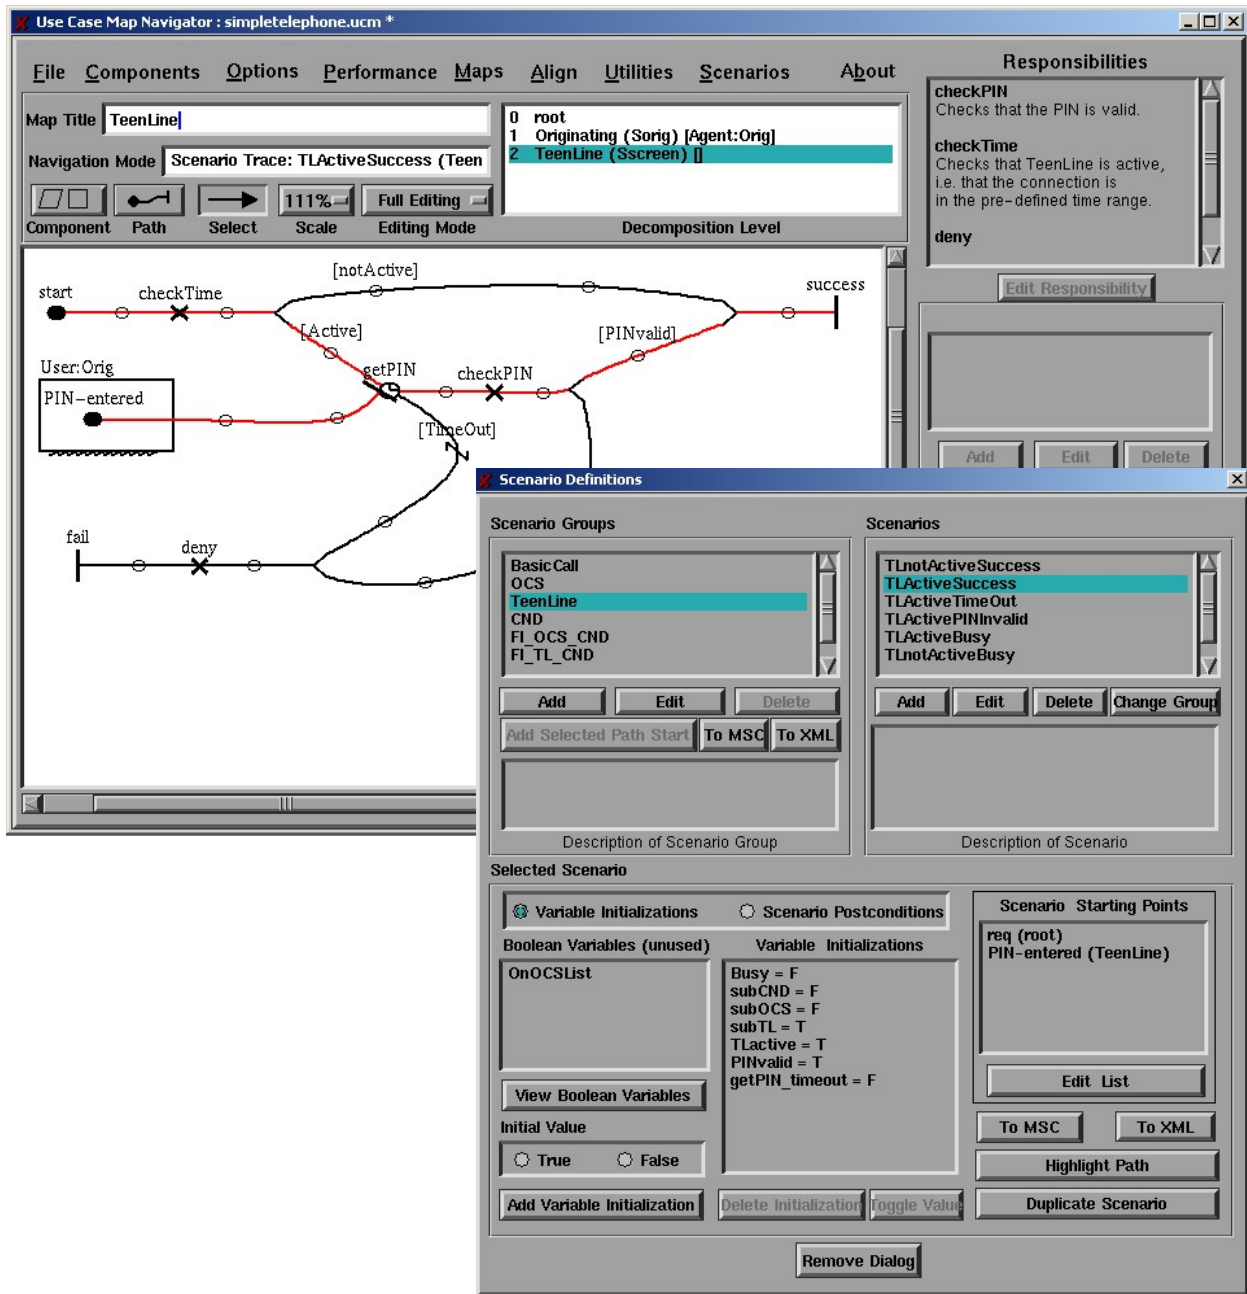 Use Case Map Navigator : simpletelephone.ucm *
File Components Options Performance Maps Align Utilities Scenarios About
Map Title TeenLine
Navigation Mode Scenario Trace: TLActiveSuccess (Teen
111% Full Editing
Component Path Select Scale Editing Mode
0 root
1 Originating (Sorig) [Agent:Orig]
2 TeenLine (Sscreen) []
Decomposition Level
Responsibilities
checkPIN
Checks that the PIN is valid.
checkTime
Checks that TeenLine is active,
i.e. that the connection is
in the pre-defined time range.
deny
Edit Responsibility
Add Edit Delete
start
checkTime
[notActive]
success
[Active]
[PINvalid]
User:Orig
getPIN
checkPIN
PIN-entered
[TimeOut]
fail
deny
Scenario Definitions
Scenario Groups
BasicCall
OCS
TeenLine
CND
FI_OCS_CND
FI_TL_CND
Add Edit Delete
Add Selected Path Start To MSC To XML
Description of Scenario Group
Scenarios
TLnotActiveSuccess
TLActiveSuccess
TLActiveTimeOut
TLActivePINInvalid
TLActiveBusy
TLnotActiveBusy
Add Edit Delete Change Group
Description of Scenario
Selected Scenario
Variable Initializations Scenario Postconditions
Boolean Variables (unused)
OnOCSList
View Boolean Variables
Initial Value
True False
Add Variable Initialization
Variable Initializations
Busy = F
subCND = F
subOCS = F
subTL = T
TLactive = T
PINvalid = T
getPIN_timeout = F
Delete Initialization Toggle Value
Scenario Starting Points
req (root)
PIN-entered (TeenLine)
Edit List
To MSC To XML
Highlight Path
Duplicate Scenario
Remove Dialog